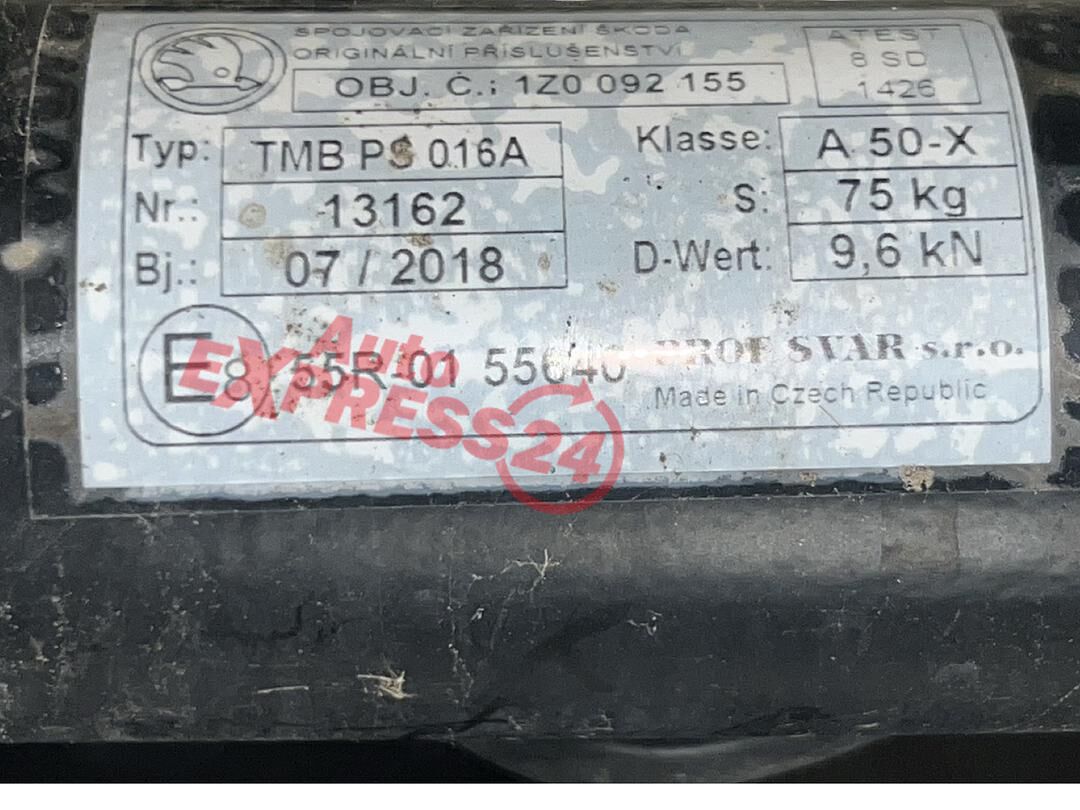 SPOJOVACÍ ZAŘÍZENÍ ŠKODA
ORIGINÁLNÍ PŘÍSLUŠENSTVÍ
OBJ. Č.: 1Z0 092 155
ATEST
8 SD
1426
Typ: TMB PS 016A
Nr.: 13162
Bj.: 07 / 2018
Klasse: A 50-X
S: 75 kg
D-Wert: 9,6 kN
E8 55R-01
PROF SVAR s.r.o.
Made in Czech Republic
Auto
EXPRESS24